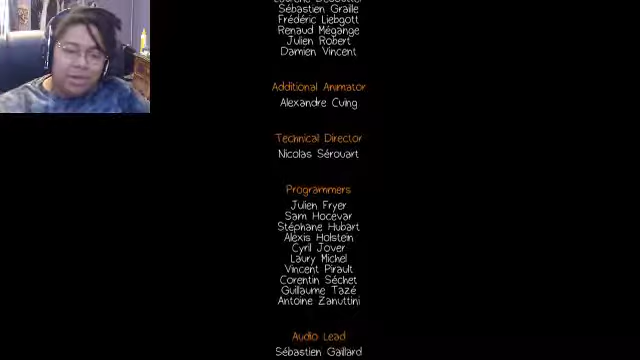 Sébastien Graille
Frédéric Liebgott
Renaud Mégange
Julien Robert
Damien Vincent
Additional Animator
Alexandre Cuing
Technical Director
Nicolas Sérouart
Programmers
Julien Fryer
Sam Hocevar
Stéphane Hubart
Alexis Holstein
Cyril Jover
Laury Michel
Vincent Pirault
Corentin Séchet
Guillaume Tazé
Antoine Zanuttini
Audio Lead
Sébastien Gaillard